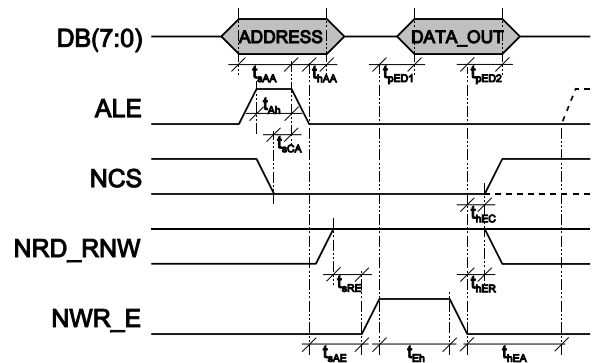 DB(7:0)
ADDRESS
DATA_OUT
tsAA
thAA
tpED1
tpED2
ALE
tAh
tsCA
NCS
thEC
NRD_RNW
tsRE
thER
NWR_E
tsAE
tEh
thEA